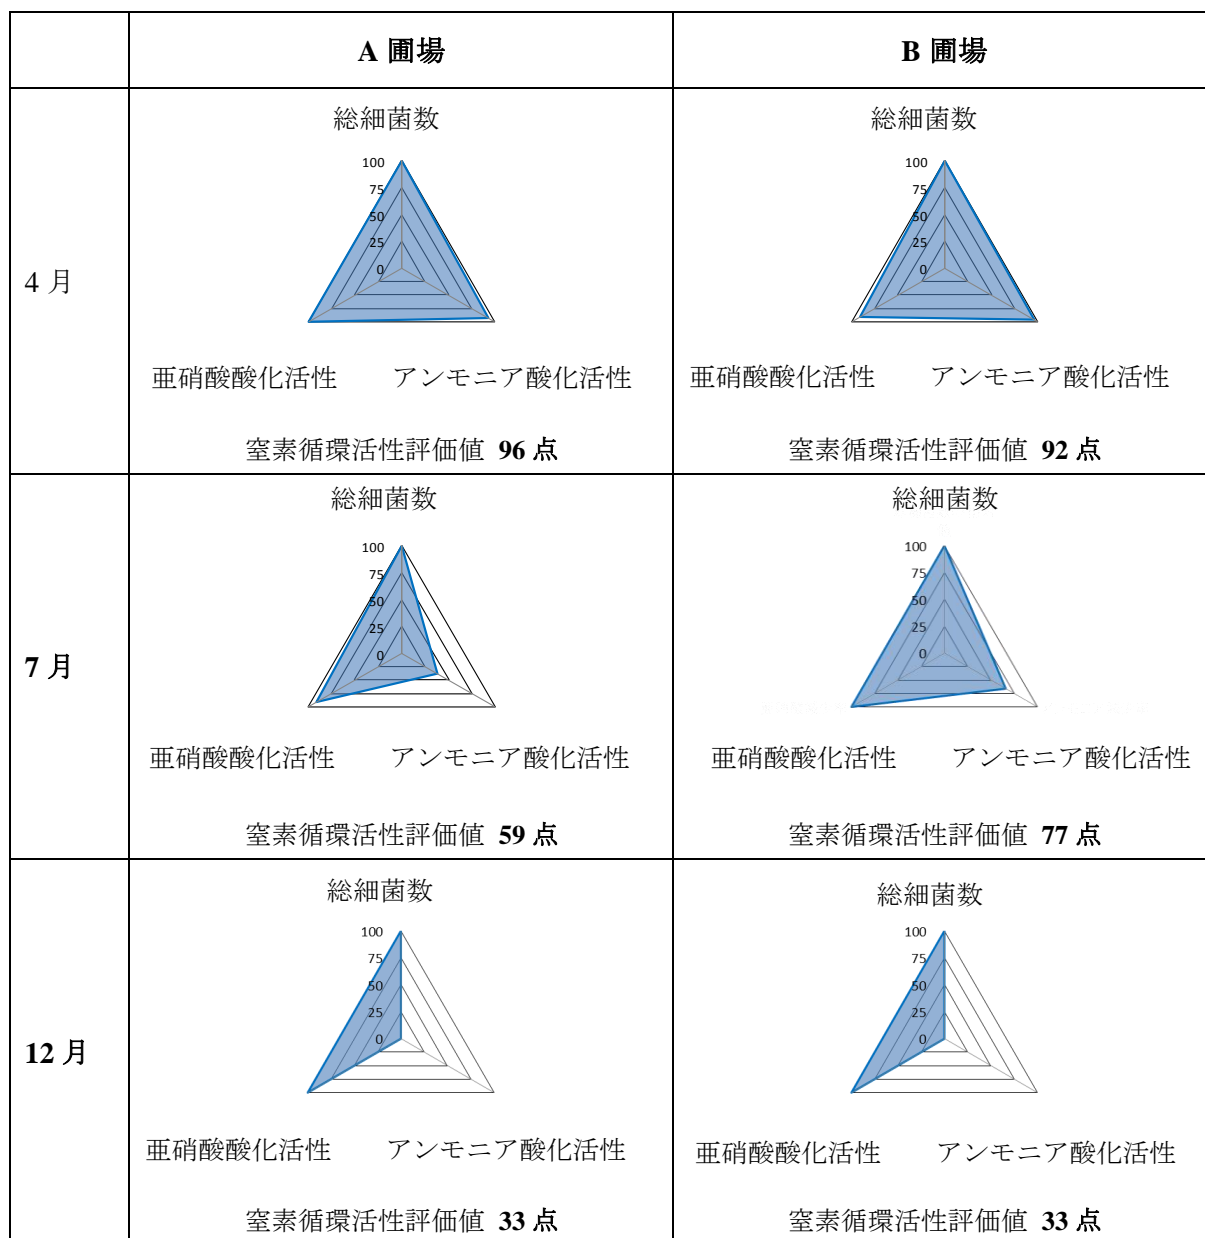 A 圃場
B 圃場
4 月
総細菌数
100
75
50
25
0
亜硝酸酸化活性 アンモニア酸化活性
窒素循環活性評価値 96 点
総細菌数
100
75
50
25
0
亜硝酸酸化活性 アンモニア酸化活性
窒素循環活性評価値 92 点
7 月
総細菌数
100
75
50
25
0
亜硝酸酸化活性 アンモニア酸化活性
窒素循環活性評価値 59 点
総細菌数
100
75
50
25
0
亜硝酸酸化活性 アンモニア酸化活性
窒素循環活性評価値 77 点
12 月
総細菌数
100
75
50
25
0
亜硝酸酸化活性 アンモニア酸化活性
窒素循環活性評価値 33 点
総細菌数
100
75
50
25
0
亜硝酸酸化活性 アンモニア酸化活性
窒素循環活性評価値 33 点